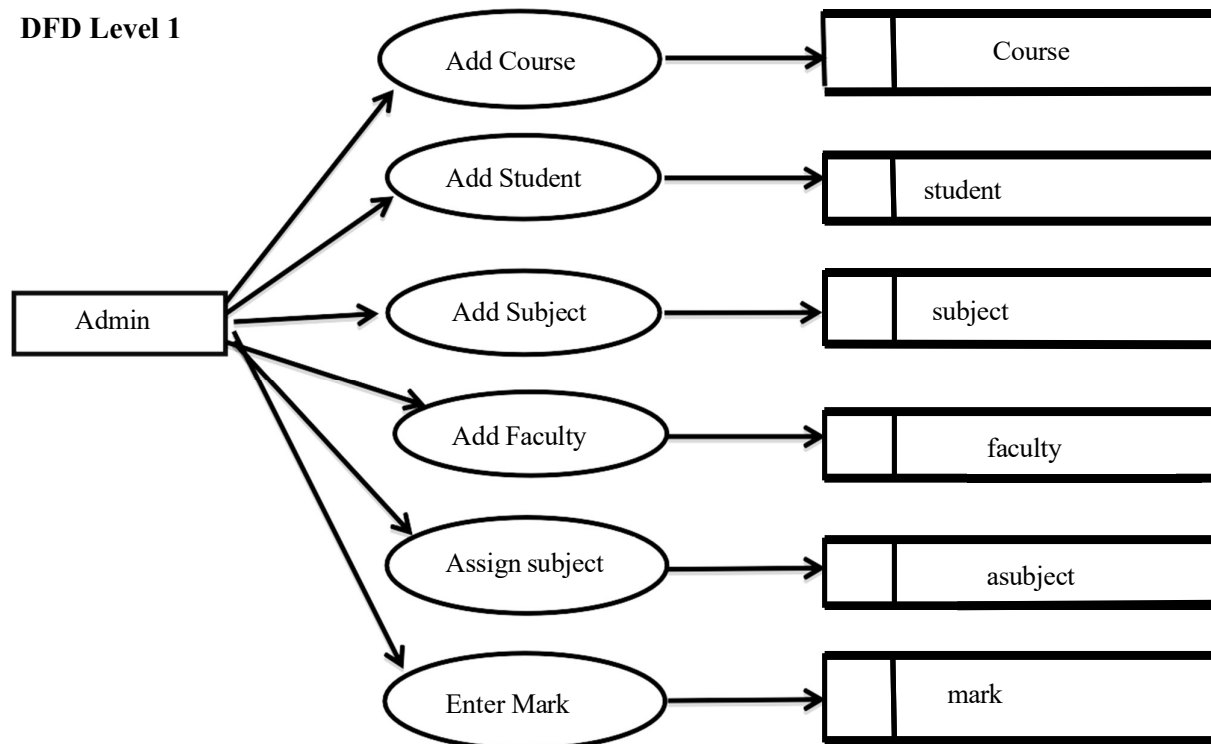 DFD Level 1
Add Course
Course
Add Student
student
Admin
Add Subject
subject
Add Faculty
faculty
Assign subject
asubject
Enter Mark
mark